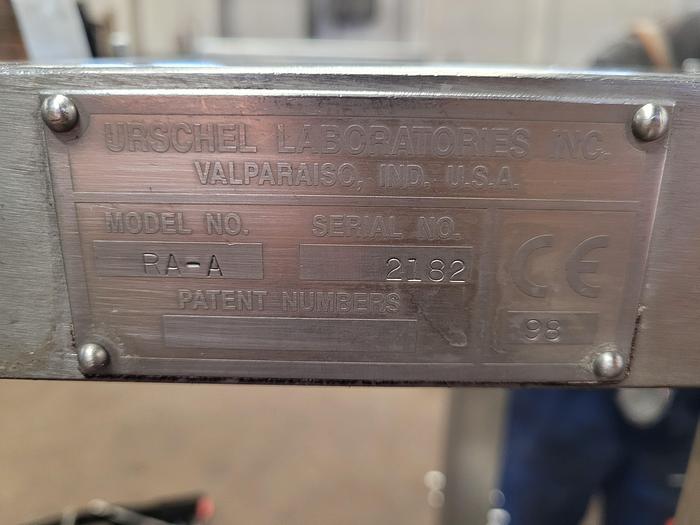 URSCHEL LABORATORIES INC.
VALPARAISO, IND. U.S.A.
MODEL NO. SERIAL NO.
RA-A 2182
PATENT NUMBERS
CE
98